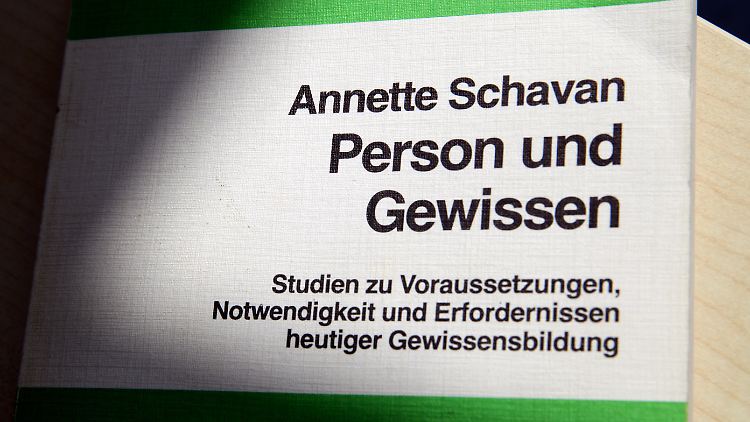 Annette Schavan
Person und
Gewissen
Studien zu Voraussetzungen,
Notwendigkeit und Erfordernissen
heutiger Gewissensbildung